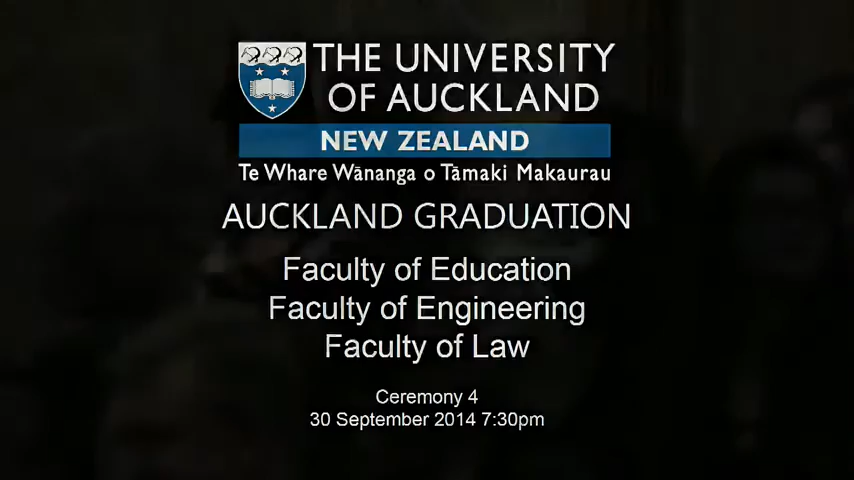 THE UNIVERSITY
OF AUCKLAND
NEW ZEALAND
Te Whare Wānanga o Tāmaki Makaurau
AUCKLAND GRADUATION
Faculty of Education
Faculty of Engineering
Faculty of Law
Ceremony 4
30 September 2014 7:30pm